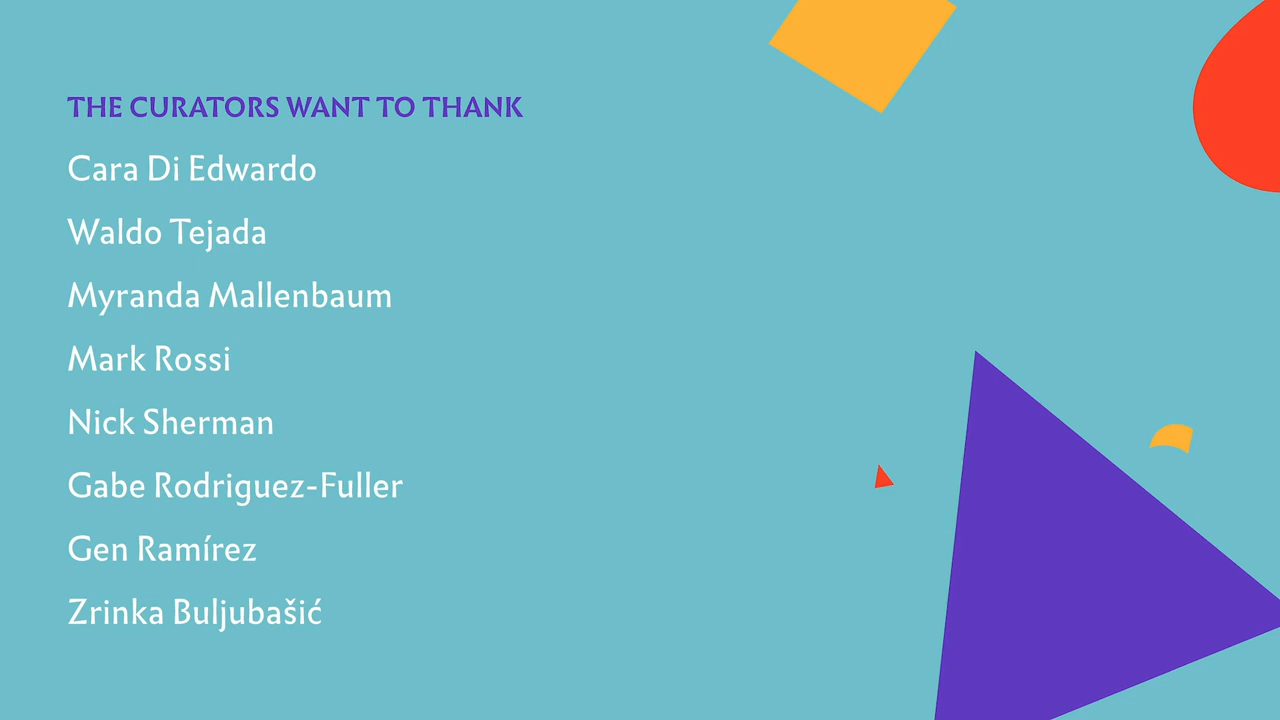 THE CURATORS WANT TO THANK
Cara Di Edwardo
Waldo Tejada
Myranda Mallenbaum
Mark Rossi
Nick Sherman
Gabe Rodriguez-Fuller
Gen Ramírez
Zrinka Buljubašić